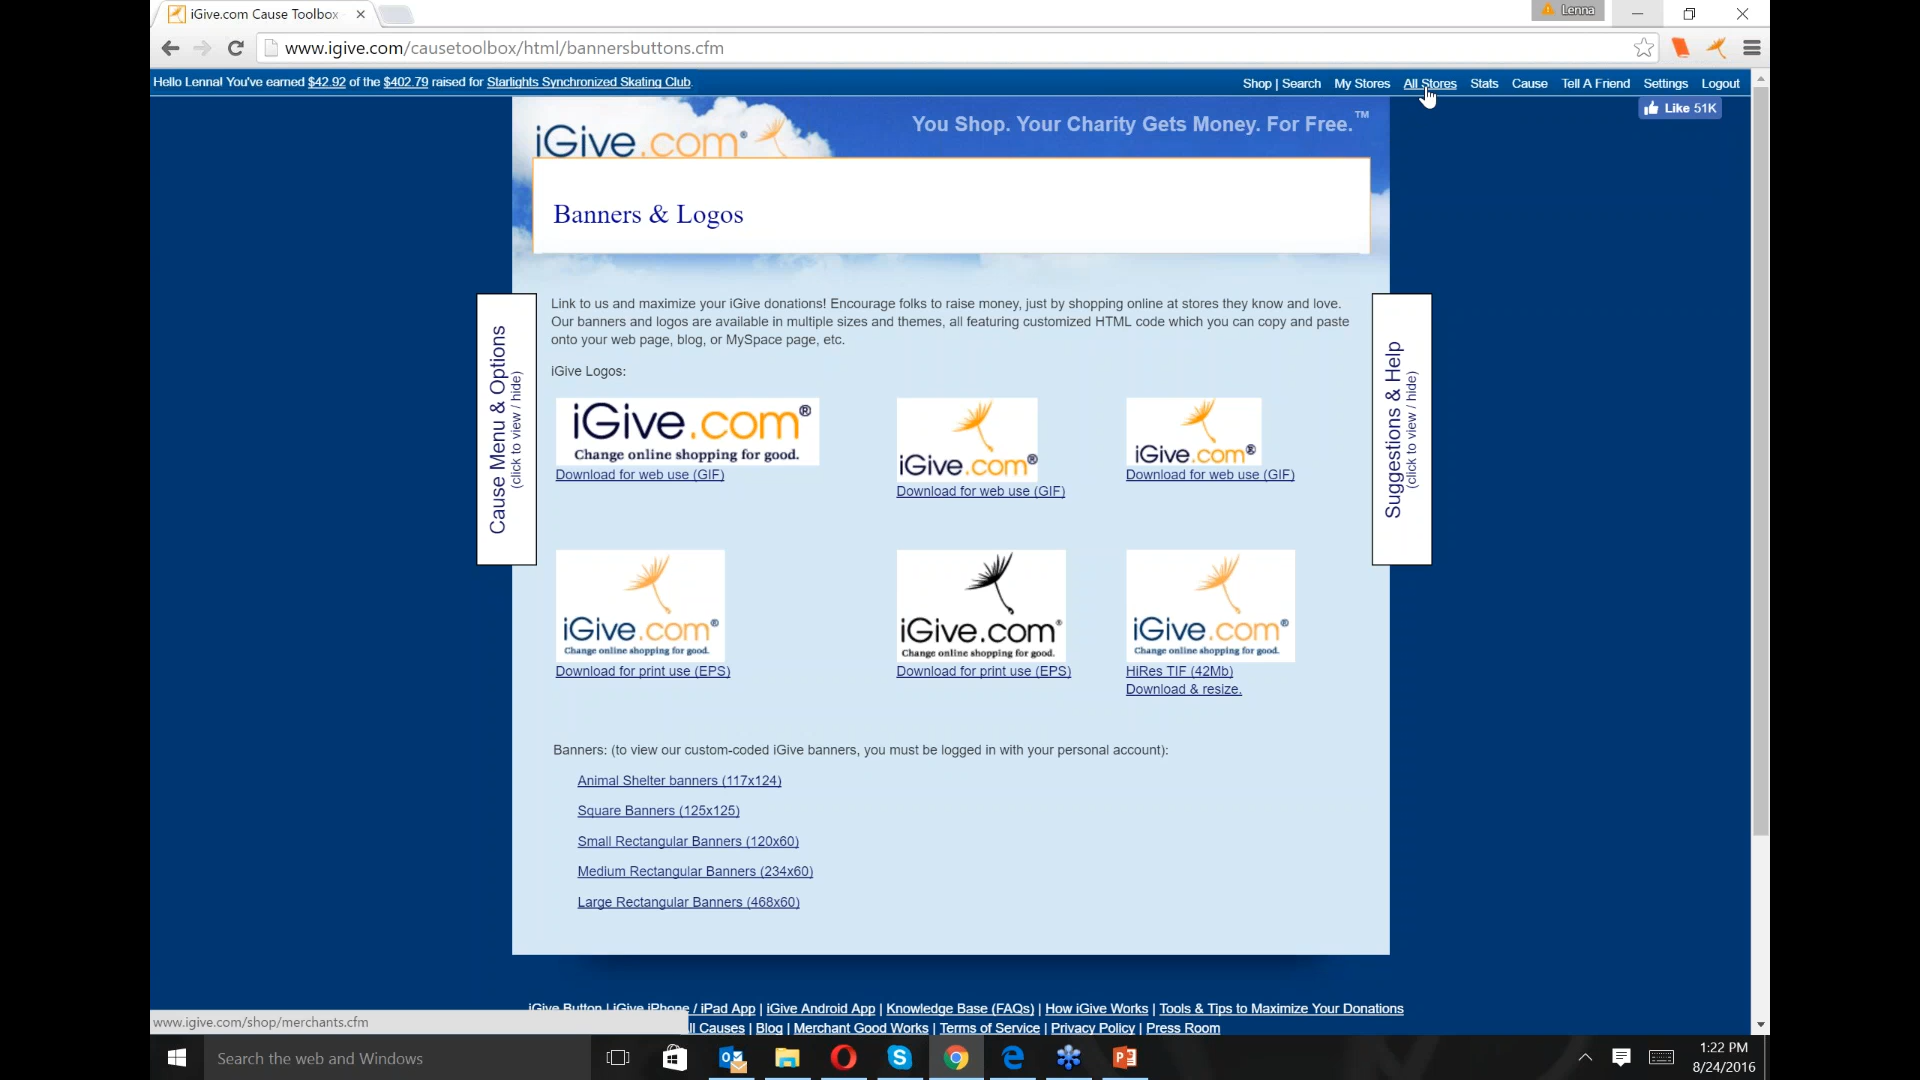 iGive.com Cause Toolbox
Lenna
www.igive.com/causetoolbox/html/bannersbuttons.cfm
Hello Lenna! You've earned $42.92 of the $402.79 raised for Starlights Synchronized Skating Club.
Shop | Search My Stores All Stores Stats Cause Tell A Friend Settings Logout
Like 51K
iGive.com®
You Shop. Your Charity Gets Money. For Free.™
Banners & Logos
Cause Menu & Options
(click to view / hide)
Suggestions & Help
(click to view / hide)
Link to us and maximize your iGive donations! Encourage folks to raise money, just by shopping online at stores they know and love.
Our banners and logos are available in multiple sizes and themes, all featuring customized HTML code which you can copy and paste
onto your web page, blog, or MySpace page, etc.
iGive Logos:
iGive.com®
Change online shopping for good.
Download for web use (GIF)
iGive.com®
Download for web use (GIF)
iGive.com®
Download for web use (GIF)
iGive.com®
Change online shopping for good.
Download for print use (EPS)
iGive.com®
Change online shopping for good.
Download for print use (EPS)
iGive.com®
Change online shopping for good.
HiRes TIF (42Mb)
Download & resize.
Banners: (to view our custom-coded iGive banners, you must be logged in with your personal account):
Animal Shelter banners (117x124)
Square Banners (125x125)
Small Rectangular Banners (120x60)
Medium Rectangular Banners (234x60)
Large Rectangular Banners (468x60)
iGive Button | iGive iPhone / iPad App | iGive Android App | Knowledge Base (FAQs) | How iGive Works | Tools & Tips to Maximize Your Donations
Causes | Blog | Merchant Good Works | Terms of Service | Privacy Policy | Press Room
www.igive.com/shop/merchants.cfm
Search the web and Windows
1:22 PM
8/24/2016